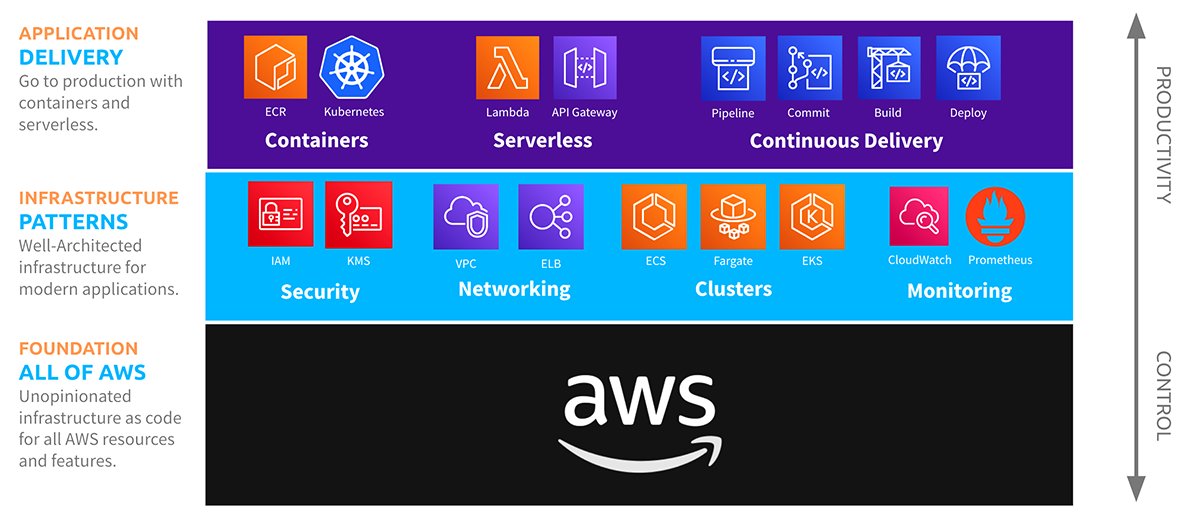 APPLICATION
DELIVERY
Go to production with
containers and
serverless.
ECR
Kubernetes
Containers
Lambda
API Gateway
Serverless
Pipeline
Commit
Build
Deploy
Continuous Delivery
INFRASTRUCTURE
PATTERNS
Well-Architected
infrastructure for
modern applications.
IAM
KMS
Security
VPC
ELB
Networking
ECS
Fargate
K
EKS
Clusters
CloudWatch
Prometheus
Monitoring
FOUNDATION
ALL OF AWS
Unopinionated
infrastructure as code
for all AWS resources
and features.
aws
PRODUCTIVITY
CONTROL